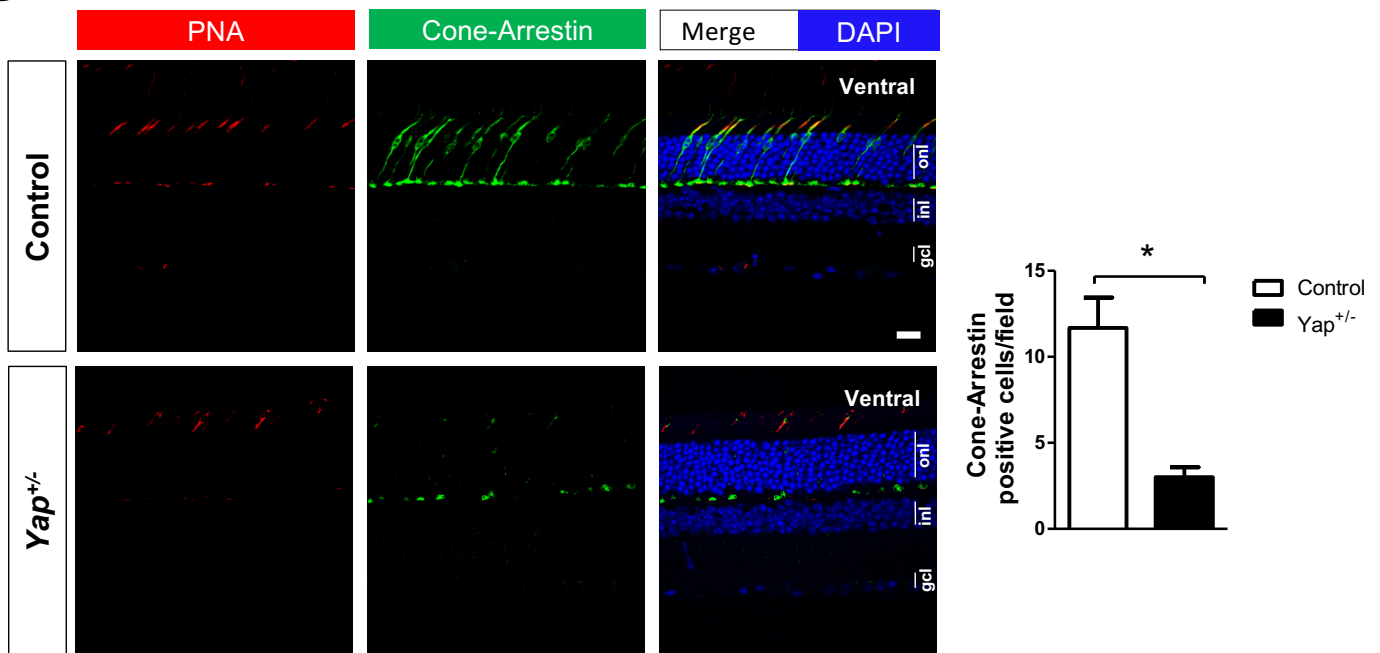 PNA
Cone-Arrestin
Merge
DAPI
Control
Ventral
onl
inl
gcl
Yap+/-
Ventral
onl
inl
gcl
Cone-Arrestin
positive cells/field
15
10
5
0
*
Control
Yap+/-